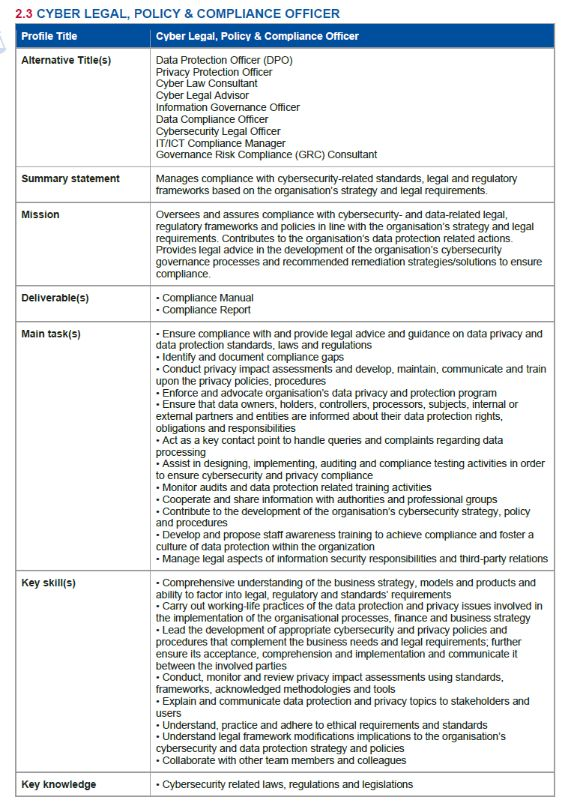 2.3 CYBER LEGAL, POLICY & COMPLIANCE OFFICER
Profile Title
Cyber Legal, Policy & Compliance Officer
Alternative Title(s)
Data Protection Officer (DPO)
Privacy Protection Officer
Cyber Law Consultant
Cyber Legal Advisor
Information Governance Officer
Data Compliance Officer
Cybersecurity Legal Officer
IT/ICT Compliance Manager
Governance Risk Compliance (GRC) Consultant
Summary statement
Manages compliance with cybersecurity-related standards, legal and regulatory
frameworks based on the organisation's strategy and legal requirements.
Mission
Oversees and assures compliance with cybersecurity- and data-related legal,
regulatory frameworks and policies in line with the organisation's strategy and legal
requirements. Contributes to the organisation's data protection related actions.
Provides legal advice in the development of the organisation's cybersecurity
governance processes and recommended remediation strategies/solutions to ensure
compliance.
Deliverable(s)
• Compliance Manual
• Compliance Report
Main task(s)
• Ensure compliance with and provide legal advice and guidance on data privacy and
data protection standards, laws and regulations
• Identify and document compliance gaps
• Conduct privacy impact assessments and develop, maintain, communicate and train
upon the privacy policies, procedures
• Enforce and advocate organisation's data privacy and protection program
• Ensure that data owners, holders, controllers, processors, subjects, internal or
external partners and entities are informed about their data protection rights,
obligations and responsibilities
• Act as a key contact point to handle queries and complaints regarding data
processing
• Assist in designing, implementing, auditing and compliance testing activities in order
to ensure cybersecurity and privacy compliance
• Monitor audits and data protection related training activities
• Cooperate and share information with authorities and professional groups
• Contribute to the development of the organisation's cybersecurity strategy, policy
and procedures
• Develop and propose staff awareness training to achieve compliance and foster a
culture of data protection within the organization
• Manage legal aspects of information security responsibilities and third-party relations
Key skill(s)
• Comprehensive understanding of the business strategy, models and products and
ability to factor into legal, regulatory and standards' requirements
• Carry out working-life practices of the data protection and privacy issues involved in
the implementation of the organisational processes, finance and business strategy
• Lead the development of appropriate cybersecurity and privacy policies and
procedures that complement the business needs and legal requirements; further
ensure its acceptance, comprehension and implementation and communicate it
between the involved parties
• Conduct, monitor and review privacy impact assessments using standards,
frameworks, acknowledged methodologies and tools
• Explain and communicate data protection and privacy topics to stakeholders and
users
• Understand, practice and adhere to ethical requirements and standards
• Understand legal framework modifications implications to the organisation's
cybersecurity and data protection strategy and policies
• Collaborate with other team members and colleagues
Key knowledge
• Cybersecurity related laws, regulations and legislations